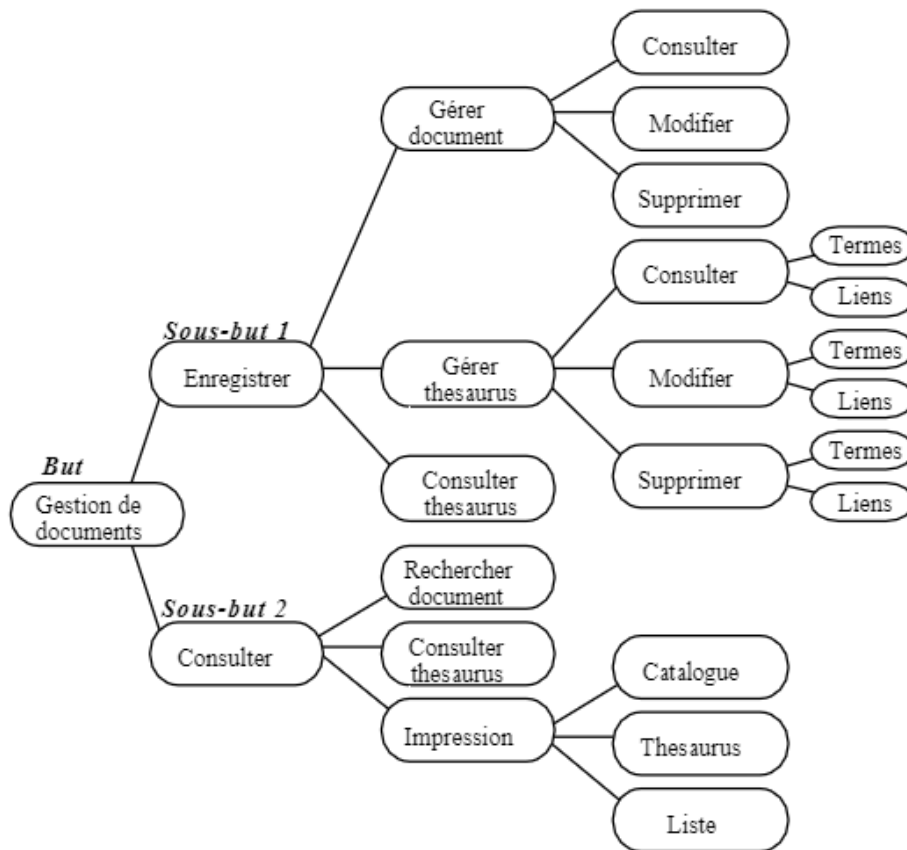 But
Gestion de
documents
Sous-but 1
Enregistrer
Gérer
document
Consulter
Modifier
Supprimer
Gérer
thesaurus
Consulter
Termes
Liens
Modifier
Termes
Liens
Supprimer
Termes
Liens
Consulter
thesaurus
Sous-but 2
Consulter
Rechercher
document
Consulter
thesaurus
Impression
Catalogue
Thesaurus
Liste